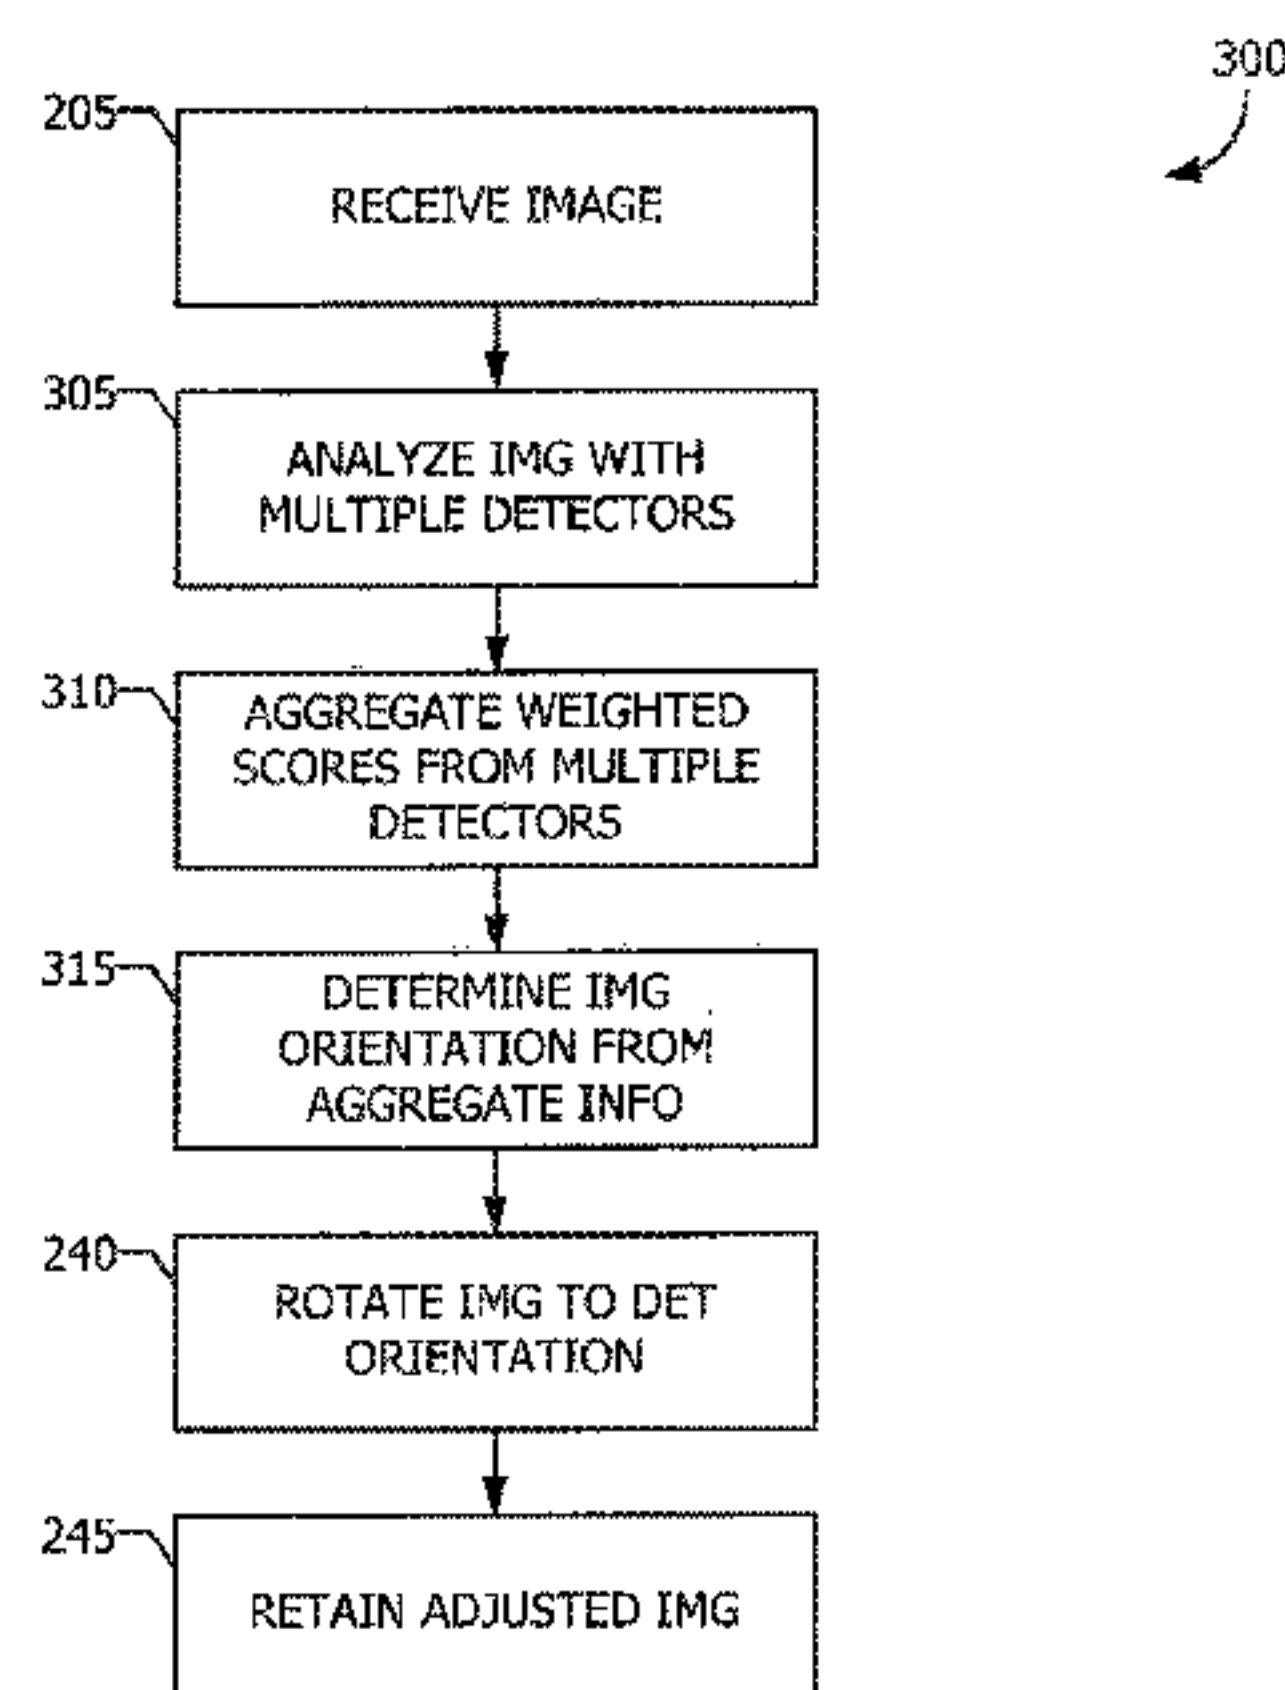 300
205
RECEIVE IMAGE
305
ANALYZE IMG WITH
MULTIPLE DETECTORS
310
AGGREGATE WEIGHTED
SCORES FROM MULTIPLE
DETECTORS
315
DETERMINE IMG
ORIENTATION FROM
AGGREGATE INFO
240
ROTATE IMG TO DET
ORIENTATION
245
RETAIN ADJUSTED IMG